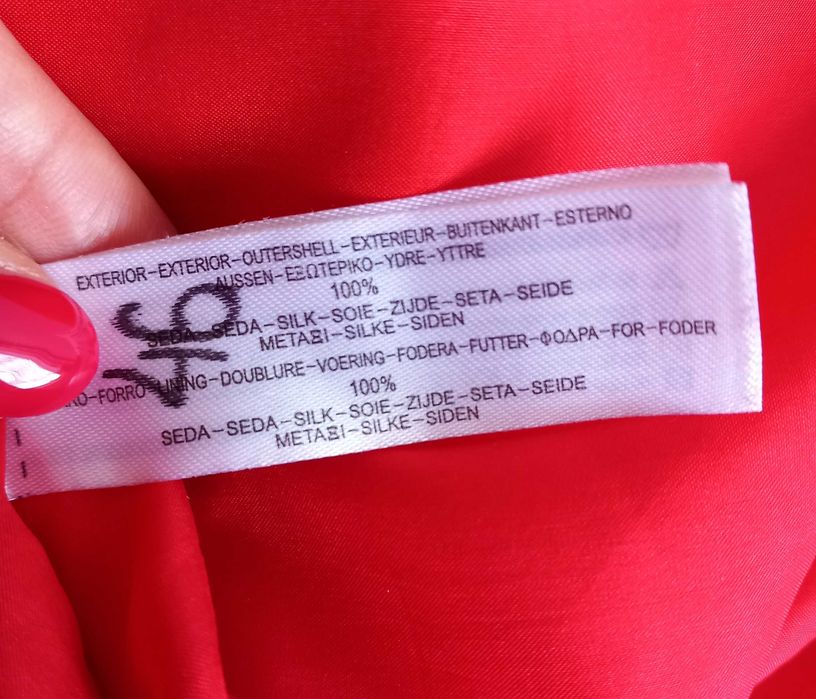 EXTERIOR-EXTERIOR-OUTERSHELL-EXTERIEUR-BUITENKANT-ESTERNO
AUSSEN-ΕΞΩΤΕΡΙΚΟ-YDRE-YTTRE
100%
SEDA-SEDA-SILK-SOIE-ZIJDE-SETA-SEIDE
ΜΕΤΑΞΙ-SILKE-SIDEN
FORRO-LINING-DOUBLURE-VOERING-FODERA-FUTTER-ΦΟΔΡΑ-FOR-FODER
100%
SEDA-SEDA-SILK-SOIE-ZIJDE-SETA-SEIDE
ΜΕΤΑΞΙ-SILKE-SIDEN
46